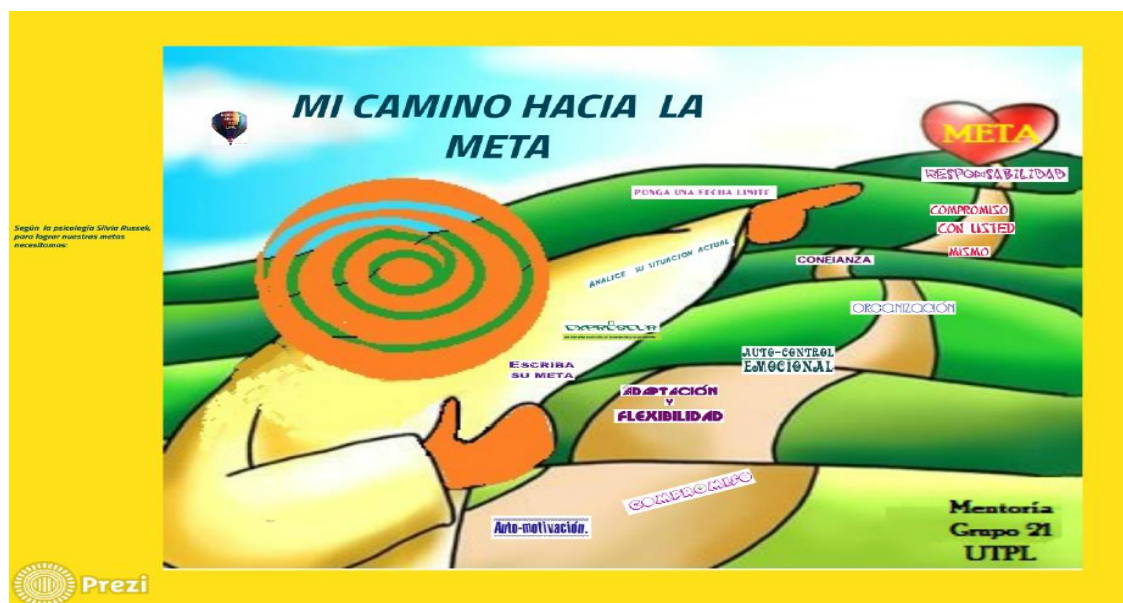 MI CAMINO HACIA LA
META
META
RESPONSABILIDAD
PONGA UNA FECHA LIMITE
COMPROMISO
CON USTED
MISMO
Según la psicología Silvia Russek,
para lograr nuestras metas
necesitamos:
ANALICE SU SITUACION ACTUAL
CONFIANZA
ORGANIZACIÓN
EXPRÉSELA
AUTO-CONTROL
EMOCIONAL
ESCRIBA
SU META
ADAPTACIÓN
Y
FLEXIBILIDAD
COMPROMISO
Auto-motivación.
Mentoría
Grupo 21
UTPL
Prezi